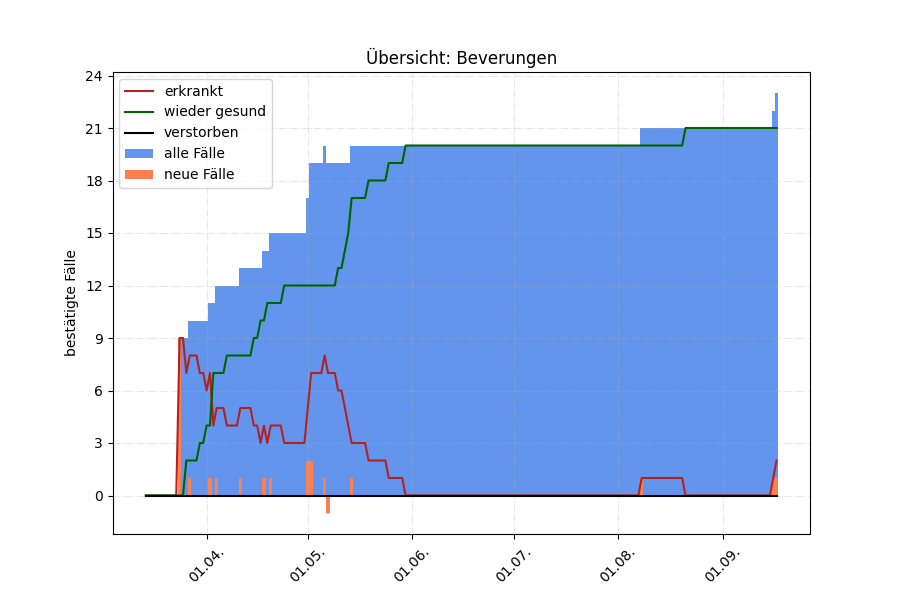 Übersicht: Beverungen
bestätigte Fälle
24
21
18
15
12
9
6
3
0
erkrankt
wieder gesund
verstorben
alle Fälle
neue Fälle
01.04.
01.05.
01.06.
01.07.
01.08.
01.09.